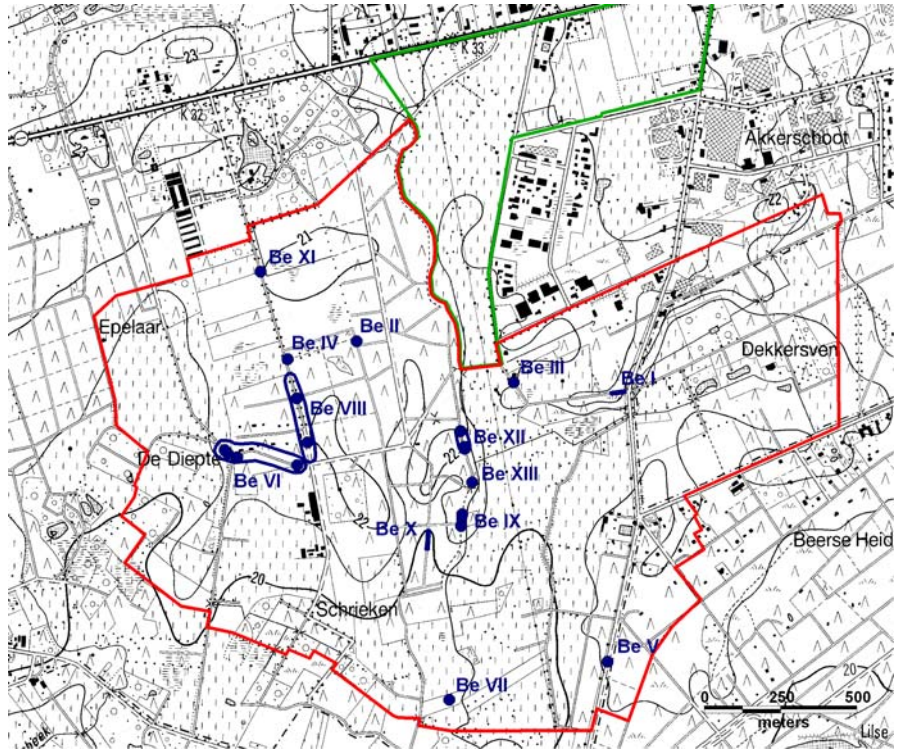 K 33
23
K 32
Akkerschoot
22
21
Be XI
Epelaar
Be II
Be IV
Dekkersven
Be III
Be I
Be VIII
Be XII
22
De Diepte
Be VI
Be XIII
22
Be IX
Be X
Beerse Heid
20
Schrieken
Be V
20
Be VII
0 250 500
meters
Lilse